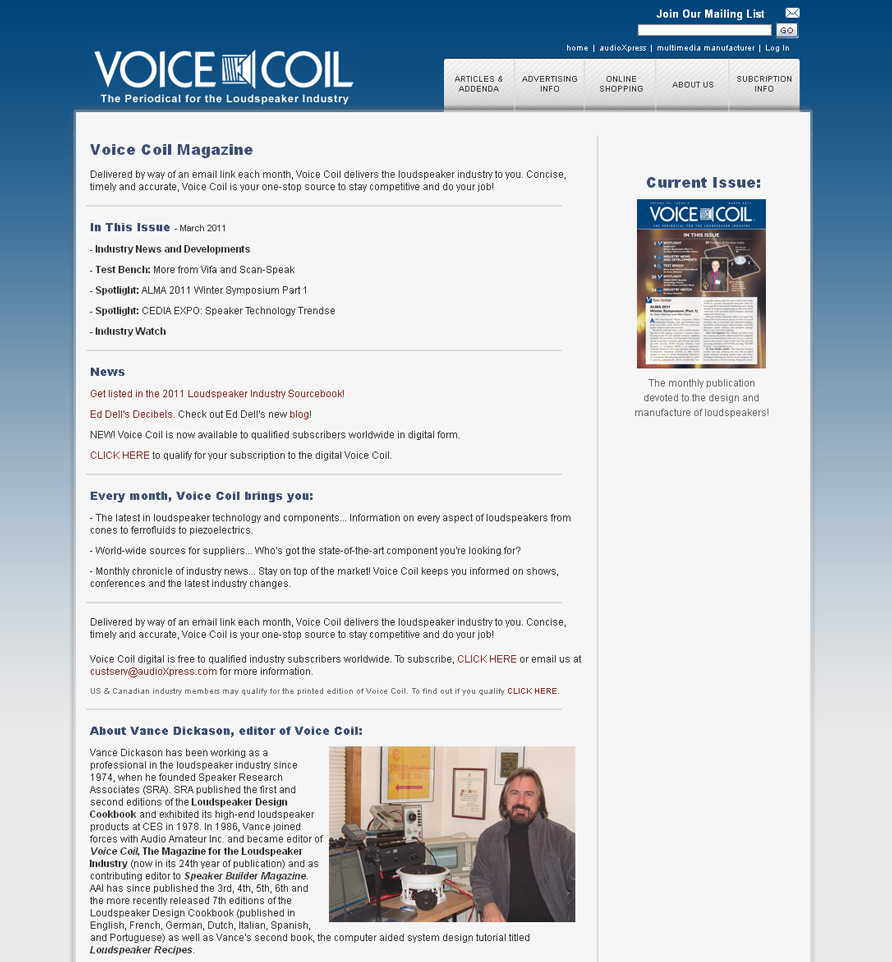 Join Our Mailing List
GO
home | audioXpress | multimedia manufacturer | Log In
VOICE COIL
The Periodical for the Loudspeaker Industry
ARTICLES &
ADDENDA
ADVERTISING
INFO
ONLINE
SHOPPING
ABOUT US
SUBCRIPTION
INFO
Voice Coil Magazine
Delivered by way of an email link each month, Voice Coil delivers the loudspeaker industry to you. Concise,
timely and accurate, Voice Coil is your one-stop source to stay competitive and do your job!
In This Issue - March 2011
- Industry News and Developments
- Test Bench: More from Vifa and Scan-Speak
- Spotlight: ALMA 2011 Winter Symposium Part 1
- Spotlight: CEDIA EXPO: Speaker Technology Trendse
- Industry Watch
News
Get listed in the 2011 Loudspeaker Industry Sourcebook!
Ed Dell's Decibels. Check out Ed Dell's new blog!
NEW! Voice Coil is now available to qualified subscribers worldwide in digital form.
CLICK HERE to qualify for your subscription to the digital Voice Coil.
Every month, Voice Coil brings you:
- The latest in loudspeaker technology and components... Information on every aspect of loudspeakers from
cones to ferrofluids to piezoelectrics.
- World-wide sources for suppliers... Who's got the state-of-the-art component you're looking for?
- Monthly chronicle of industry news... Stay on top of the market! Voice Coil keeps you informed on shows,
conferences and the latest industry changes.
Delivered by way of an email link each month, Voice Coil delivers the loudspeaker industry to you. Concise,
timely and accurate, Voice Coil is your one-stop source to stay competitive and do your job!
Voice Coil digital is free to qualified industry subscribers worldwide. To subscribe, CLICK HERE or email us at
custserv@audioXpress.com for more information.
US & Canadian industry members may qualify for the printed edition of Voice Coil. To find out if you qualify CLICK HERE.
About Vance Dickason, editor of Voice Coil:
Vance Dickason has been working as a
professional in the loudspeaker industry since
1974, when he founded Speaker Research
Associates (SRA). SRA published the first and
second editions of the Loudspeaker Design
Cookbook and exhibited its high-end loudspeaker
products at CES in 1978. In 1986, Vance joined
forces with Audio Amateur Inc. and became editor of
Voice Coil, The Magazine for the Loudspeaker
Industry (now in its 24th year of publication) and as
contributing editor to Speaker Builder Magazine.
AAI has since published the 3rd, 4th, 5th, 6th and
the more recently released 7th editions of the
Loudspeaker Design Cookbook (published in
English, French, German, Dutch, Italian, Spanish,
and Portuguese) as well as Vance's second book, the computer aided system design tutorial titled
Loudspeaker Recipes.
Current Issue:
VOICE COIL
THE PERIODICAL FOR THE LOUDSPEAKER INDUSTRY
IN THIS ISSUE
SPOTLIGHT
INDUSTRY NEWS
AND DEVELOPMENTS
TEST BENCH
SPOTLIGHT
INDUSTRY WATCH
ALMA 2011
Winter Symposium (Part 1)
The monthly publication
devoted to the design and
manufacture of loudspeakers!